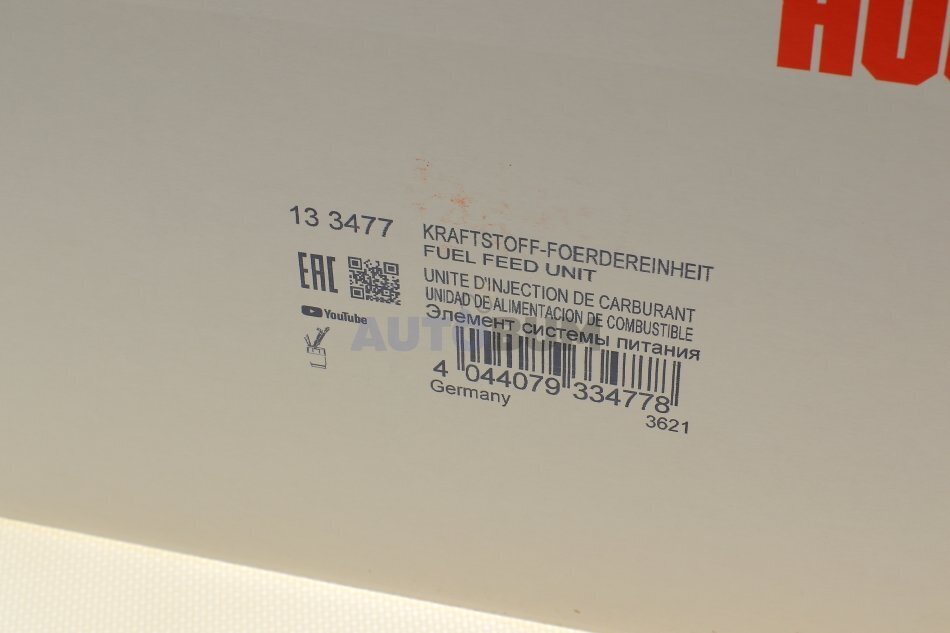 13 3477
KRAFTSTOFF-FOERDEREINHEIT
FUEL FEED UNIT
UNITE D'INJECTION DE CARBURANT
UNIDAD DE ALIMENTACION DE COMBUSTIBLE
Элемент системы питания
EAC
YouTube
AUTOBUM
4 044079 334778
Germany
3621